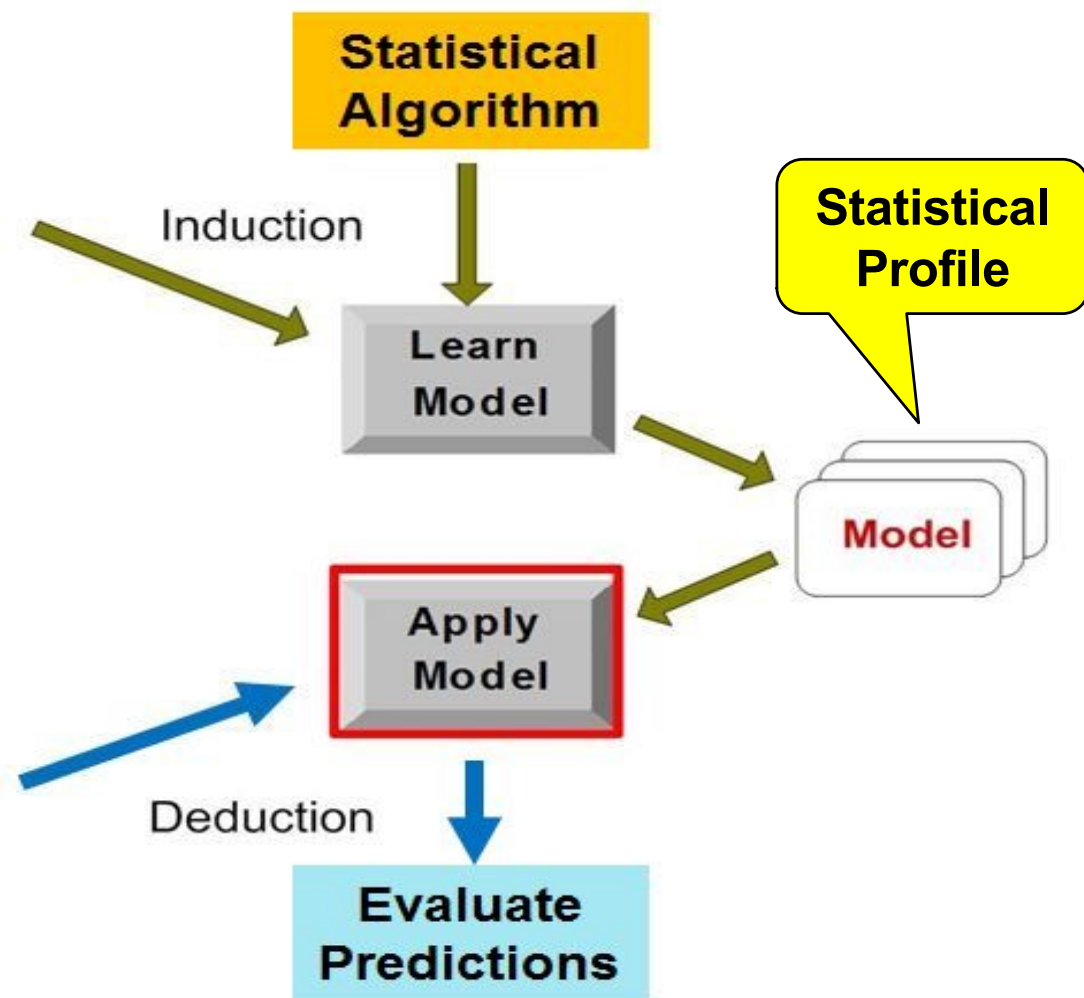 Statistical
Algorithm
Induction
Statistical
Profile
Learn
Model
Model
Apply
Model
Deduction
Evaluate
Predictions